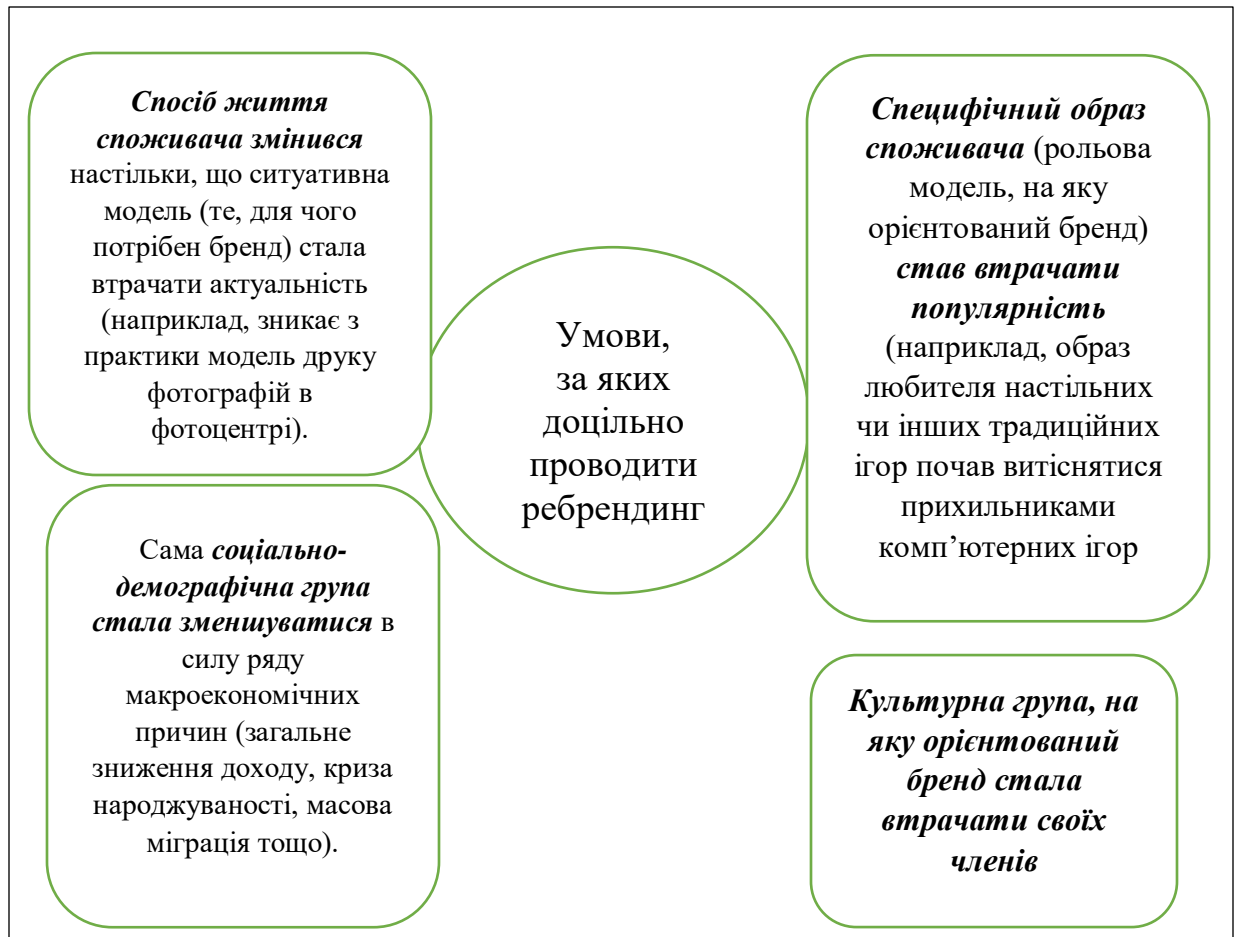 Спосіб життя
споживача змінився
настільки, що ситуативна
модель (те, для чого
потрібен бренд) стала
втрачати актуальність
(наприклад, зникає з
практики модель друку
фотографій в
фотоцентрі).
Умови,
за яких
доцільно
проводити
ребрендинг
Специфічний образ
споживача (рольова
модель, на яку
орієнтований бренд)
став втрачати
популярність
(наприклад, образ
любителя настільних
чи інших традиційних
ігор почав витіснятися
прихильниками
комп’ютерних ігор
Сама соціально-
демографічна група
стала зменшуватися в
силу ряду
макроекономічних
причин (загальне
зниження доходу, криза
народжуваності, масова
міграція тощо).
Культурна група, на
яку орієнтований
бренд стала
втрачати своїх
членів